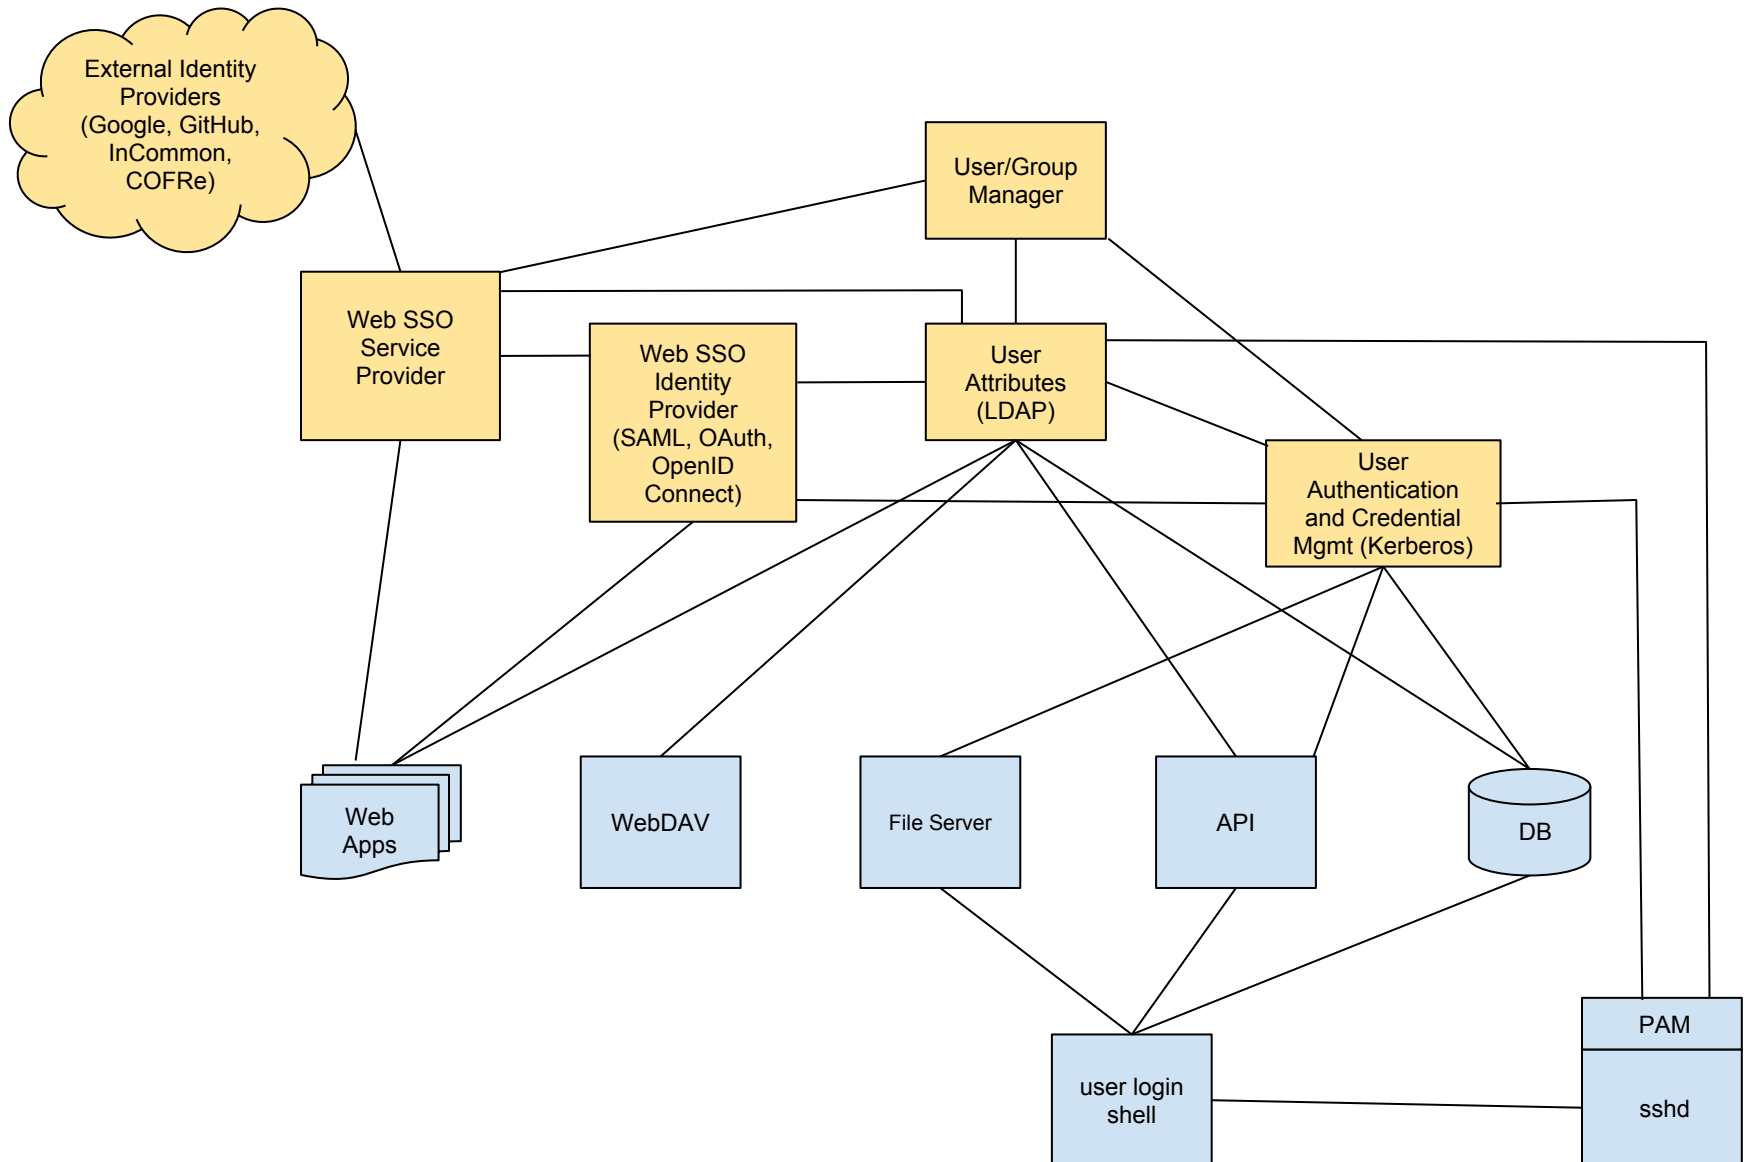 External Identity
Providers
(Google, GitHub,
InCommon,
COFRe)
User/Group
Manager
Web SSO
Service
Provider
Web SSO
Identity
Provider
(SAML, OAuth,
OpenID
Connect)
User
Attributes
(LDAP)
User
Authentication
and Credential
Mgmt (Kerberos)
Web
Apps
WebDAV
File Server
API
DB
user login
shell
PAM
sshd